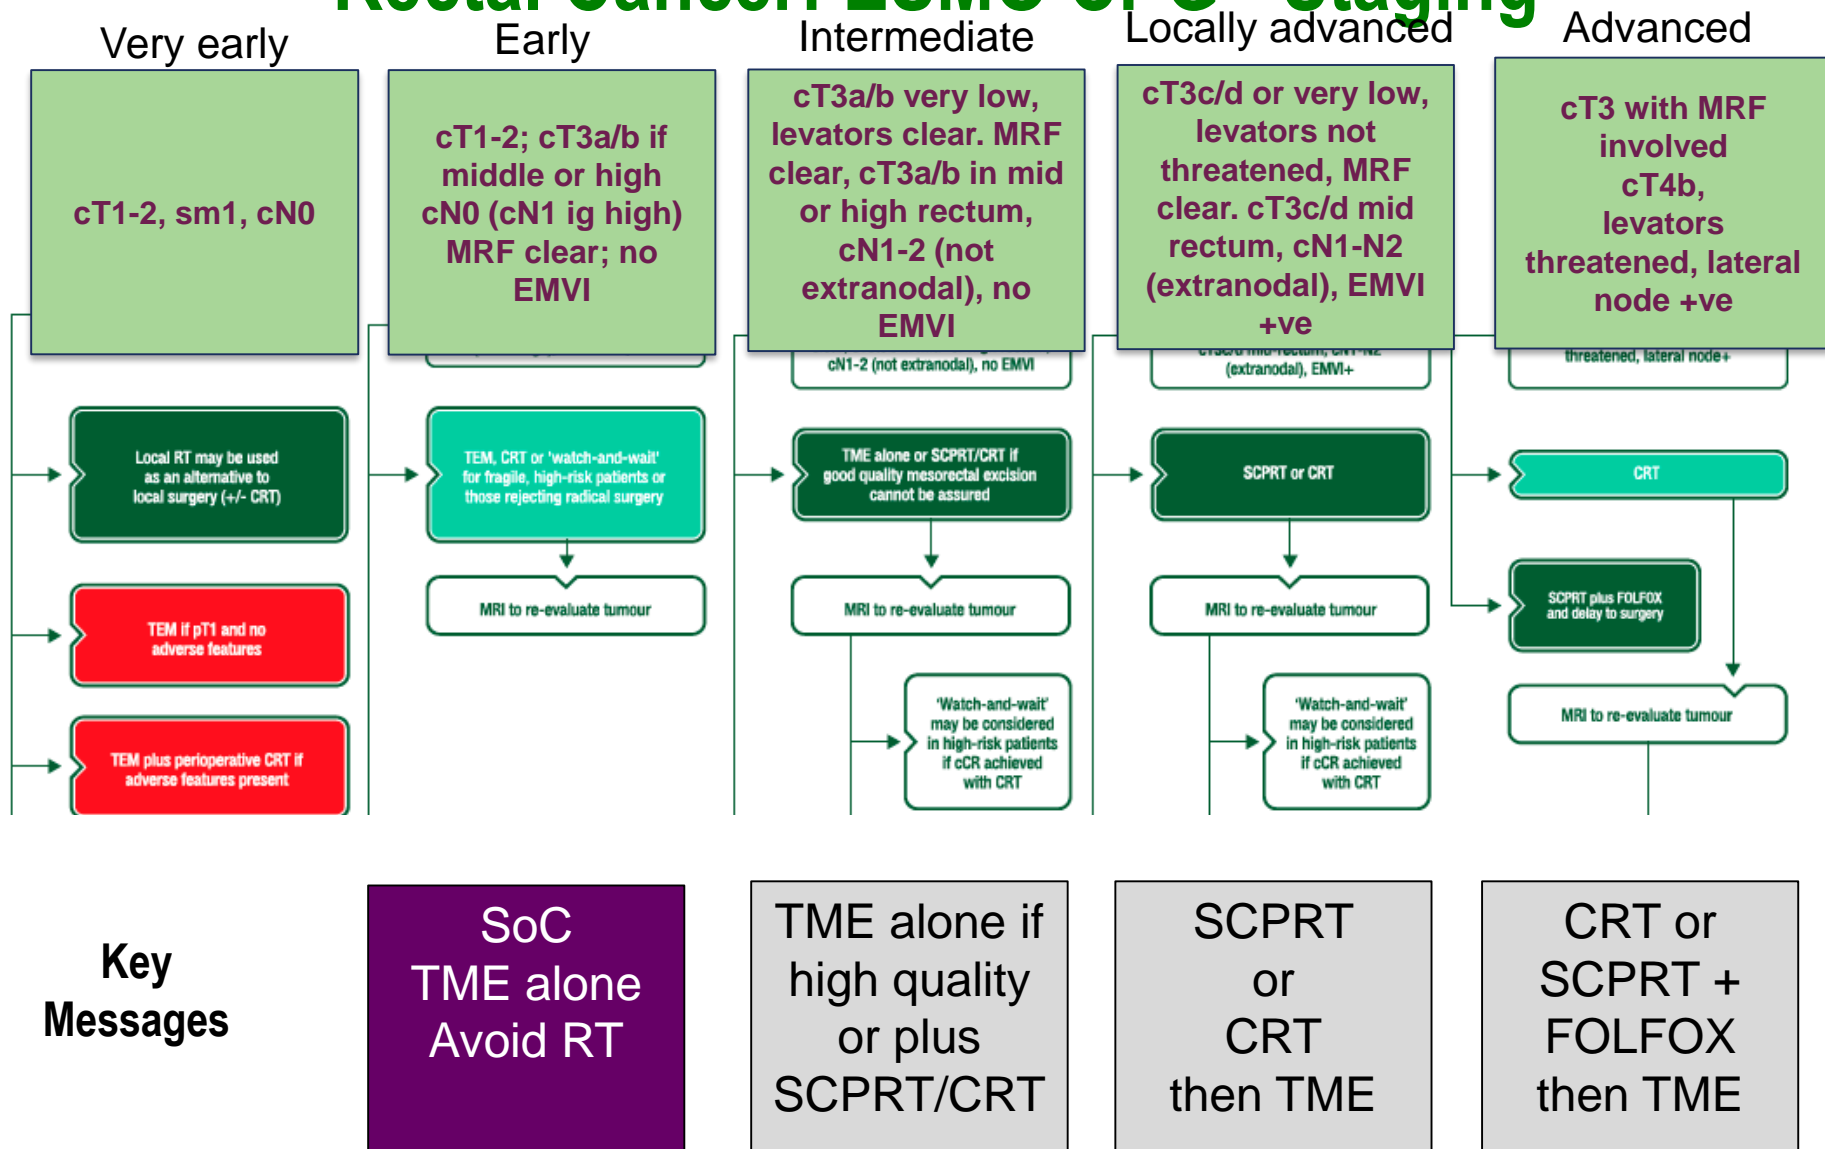 Rectal Cancer: ESMO CPG - Staging
Very early
Early
Intermediate
Locally advanced
Advanced
cT1-2, sm1, cN0
cT1-2; cT3a/b if
middle or high
cN0 (cN1 ig high)
MRF clear; no
EMVI
cT3a/b very low,
levators clear. MRF
clear, cT3a/b in mid
or high rectum,
cN1-2 (not
extranodal), no
EMVI
cT3c/d or very low,
levators not
threatened, MRF
clear. cT3c/d mid
rectum, cN1-N2
(extranodal), EMVI
+ve
cT3 with MRF
involved
cT4b,
levators
threatened, lateral
node +ve
cN1-2 (not extranodal), no EMVI
cT3c/d mid-rectum, cN1-N2
(extranodal), EMVI+
threatened, lateral node+
Local RT may be used
as an alternative to
local surgery (+/- CRT)
TEM if pT1 and no
adverse features
TEM plus perioperative CRT if
adverse features present
TEM, CRT or 'watch-and-wait'
for fragile, high-risk patients or
those rejecting radical surgery
MRI to re-evaluate tumour
TME alone or SCPRT/CRT if
good quality mesorectal excision
cannot be assured
MRI to re-evaluate tumour
'Watch-and-wait'
may be considered
in high-risk patients
if cCR achieved
with CRT
SCPRT or CRT
MRI to re-evaluate tumour
'Watch-and-wait'
may be considered
in high-risk patients
if cCR achieved
with CRT
CRT
SCPRT plus FOLFOX
and delay to surgery
MRI to re-evaluate tumour
Key
Messages
SoC
TME alone
Avoid RT
TME alone if
high quality
or plus
SCPRT/CRT
SCPRT
or
CRT
then TME
CRT or
SCPRT +
FOLFOX
then TME